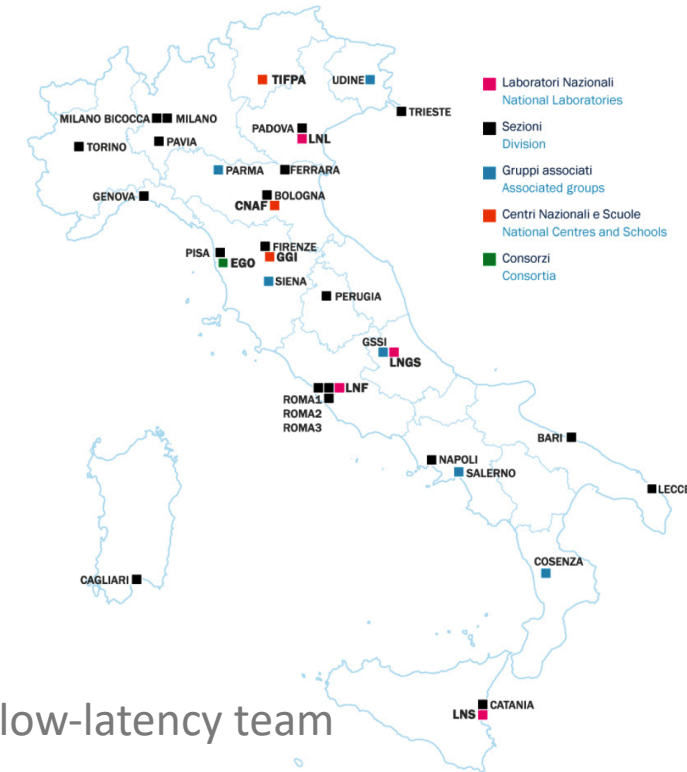 TIFPA
UDINE
TRIESTE
MILANO BICOCCA
MILANO
PADOVA
LNL
TORINO
PAVIA
PARMA
FERRARA
GENOVA
BOLOGNA
CNAF
PISA
FIRENZE
EGO
GGI
SIENA
PERUGIA
GSSI
LNGS
LNF
ROMA1
ROMA2
ROMA3
BARI
NAPOLI
SALERNO
LECCE
COSENZA
CAGLIARI
CATANIA
LNS
Laboratori Nazionali
National Laboratories
Sezioni
Division
Gruppi associati
Associated groups
Centri Nazionali e Scuole
National Centres and Schools
Consorzi
Consortia
low-latency team